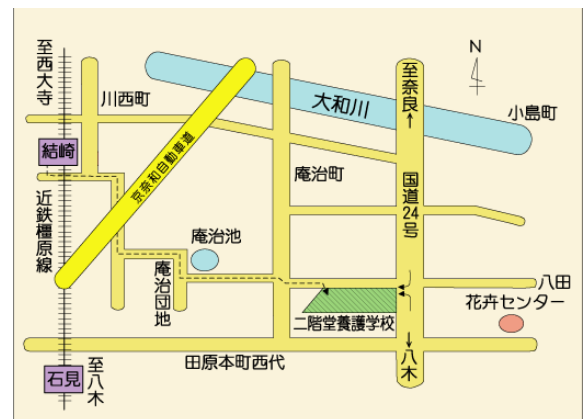 至西大寺
川西町
結崎
近鉄橿原線
京奈和自動車道
大和川
N
至奈良
小島町
庵治町
国道24号
庵治池
庵治団地
八田
花卉センター
二階堂養護学校
田原本町西代
八木
石見
至八木